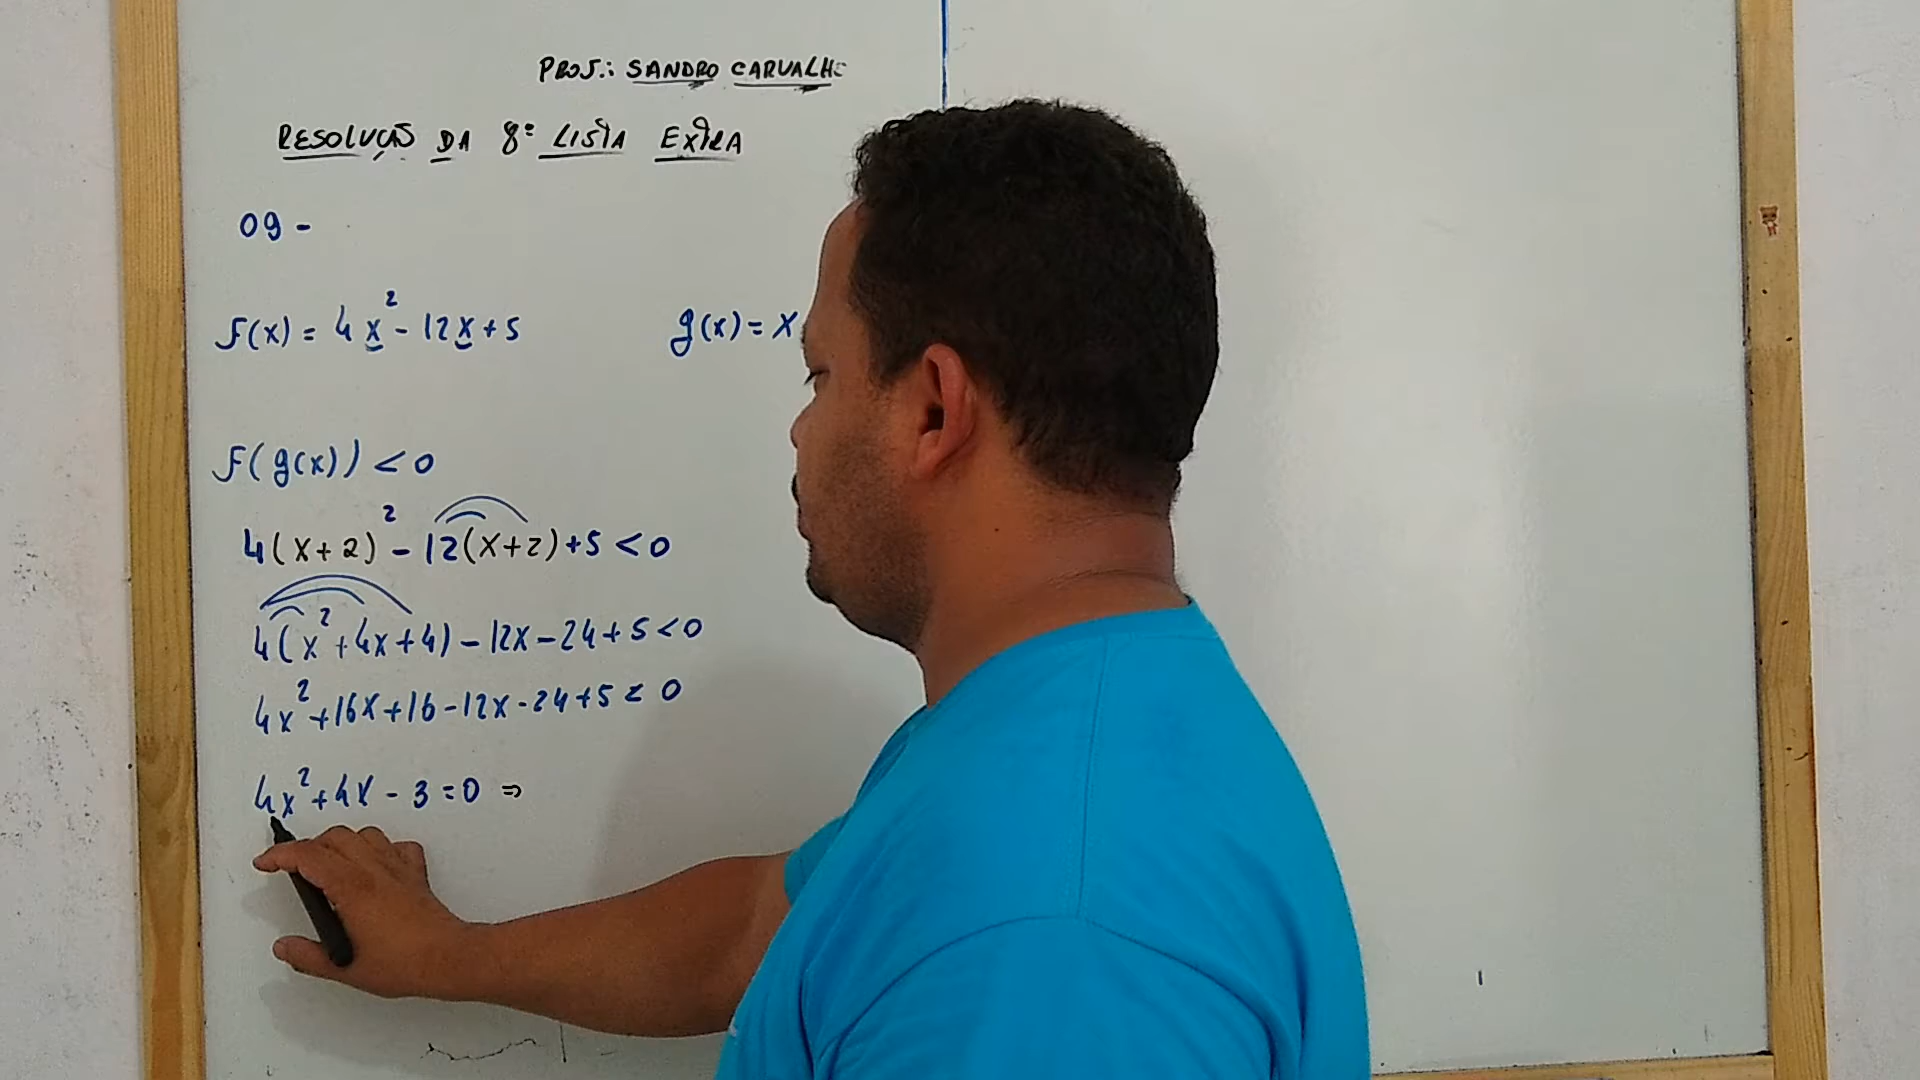 PROF.: SANDRO CARVALHO
RESOLUÇÃO DA 8ª LISTA EXTRA
09 -
f(x) = 4x² - 12x + 5
g(x) = x
f(g(x)) < 0
4(x+2)² - 12(x+2) + 5 < 0
4(x² + 4x + 4) - 12x - 24 + 5 < 0
4x² + 16x + 16 - 12x - 24 + 5 < 0
4x² + 4x - 3 = 0 ⇒